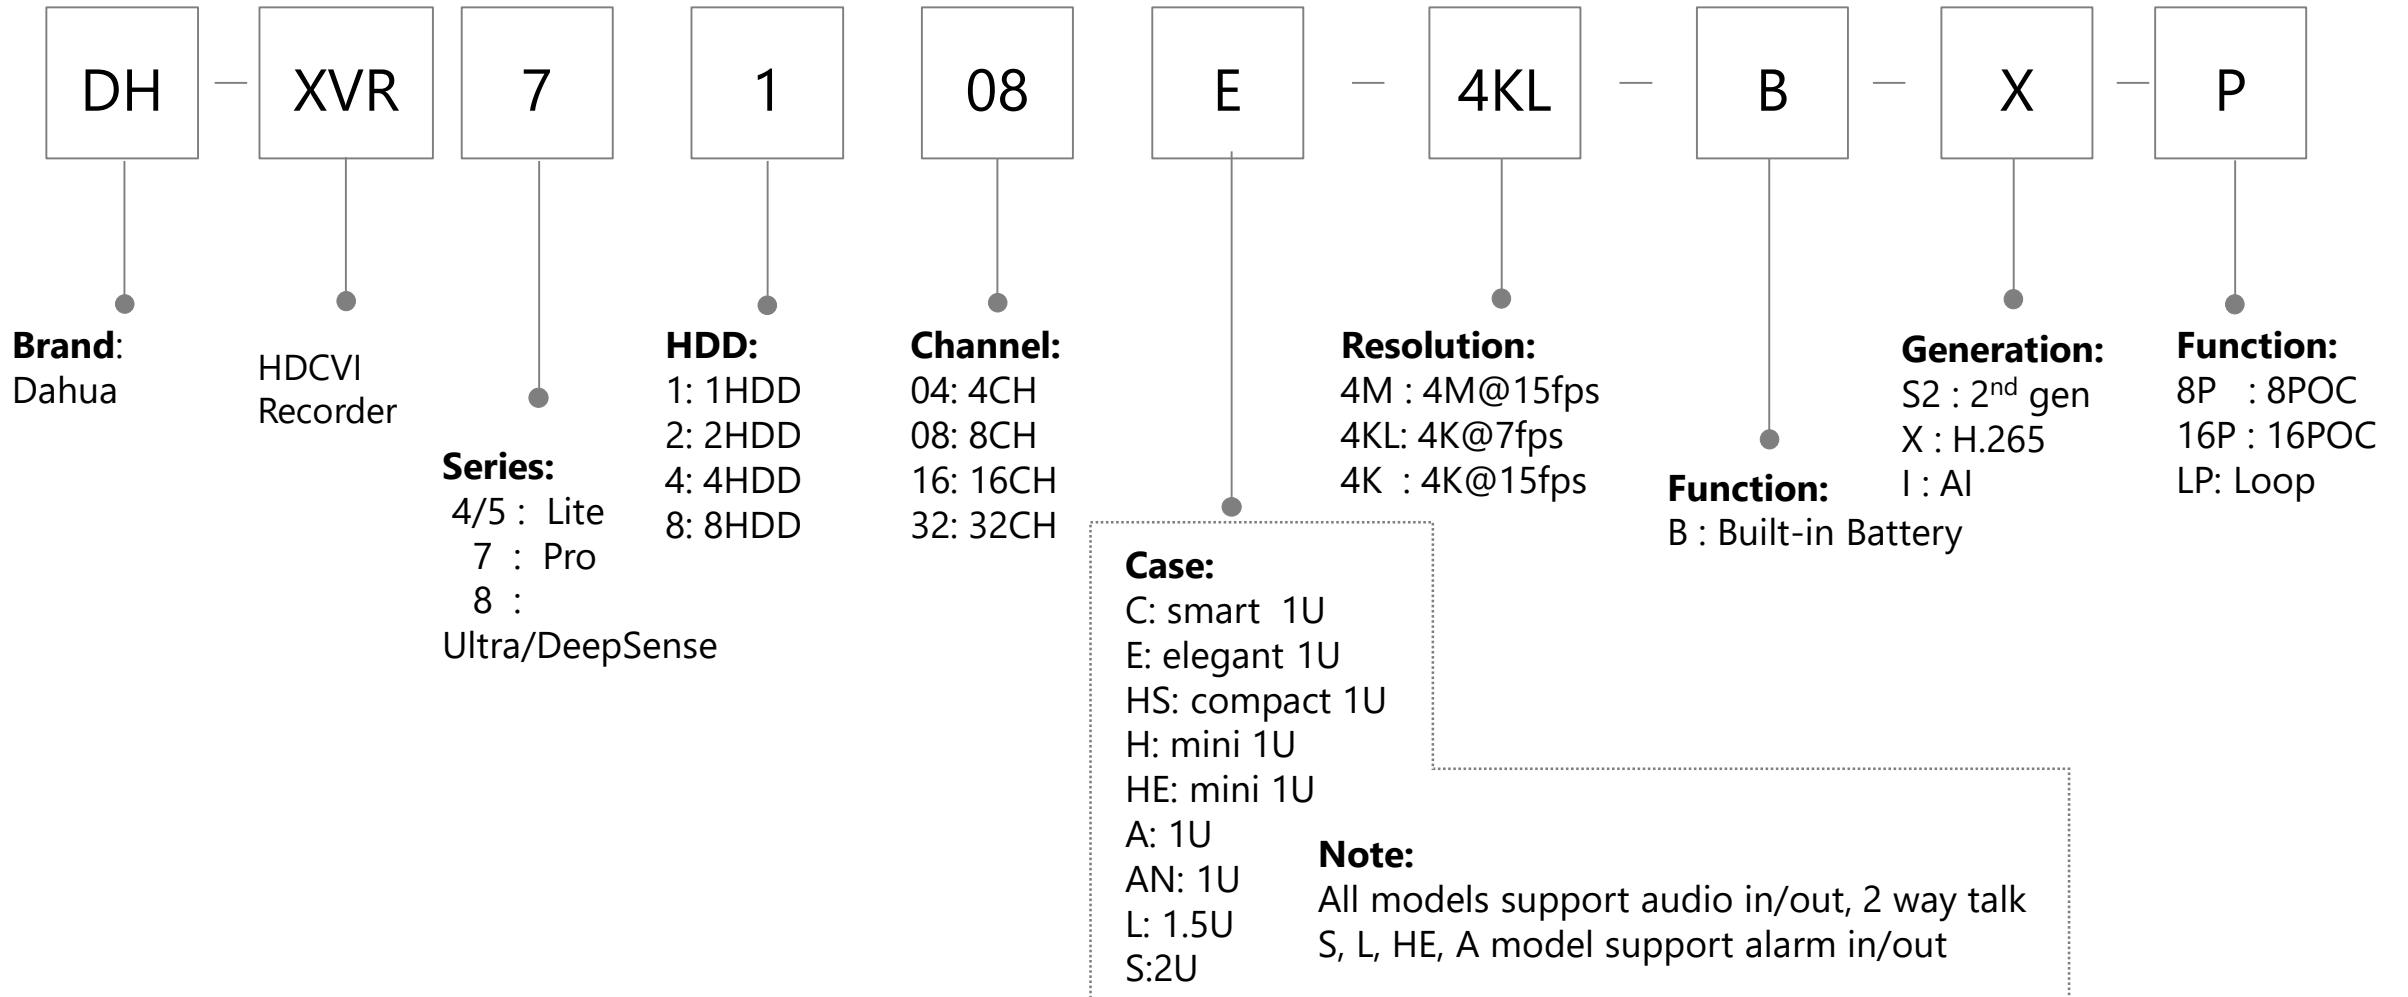 DH — XVR 7 1 08 E — 4KL — B — X — P
Brand:
Dahua
HDCVI
Recorder
Series:
4/5 : Lite
7 : Pro
8 :
Ultra/DeepSense
HDD:
1: 1HDD
2: 2HDD
4: 4HDD
8: 8HDD
Channel:
04: 4CH
08: 8CH
16: 16CH
32: 32CH
Case:
C: smart 1U
E: elegant 1U
HS: compact 1U
H: mini 1U
HE: mini 1U
A: 1U
AN: 1U
L: 1.5U
S:2U
Note:
All models support audio in/out, 2 way talk
S, L, HE, A model support alarm in/out
Resolution:
4M : 4M@15fps
4KL: 4K@7fps
4K : 4K@15fps
Function:
B : Built-in Battery
Generation:
S2 : 2nd gen
X : H.265
I : AI
Function:
8P : 8POC
16P : 16POC
LP: Loop